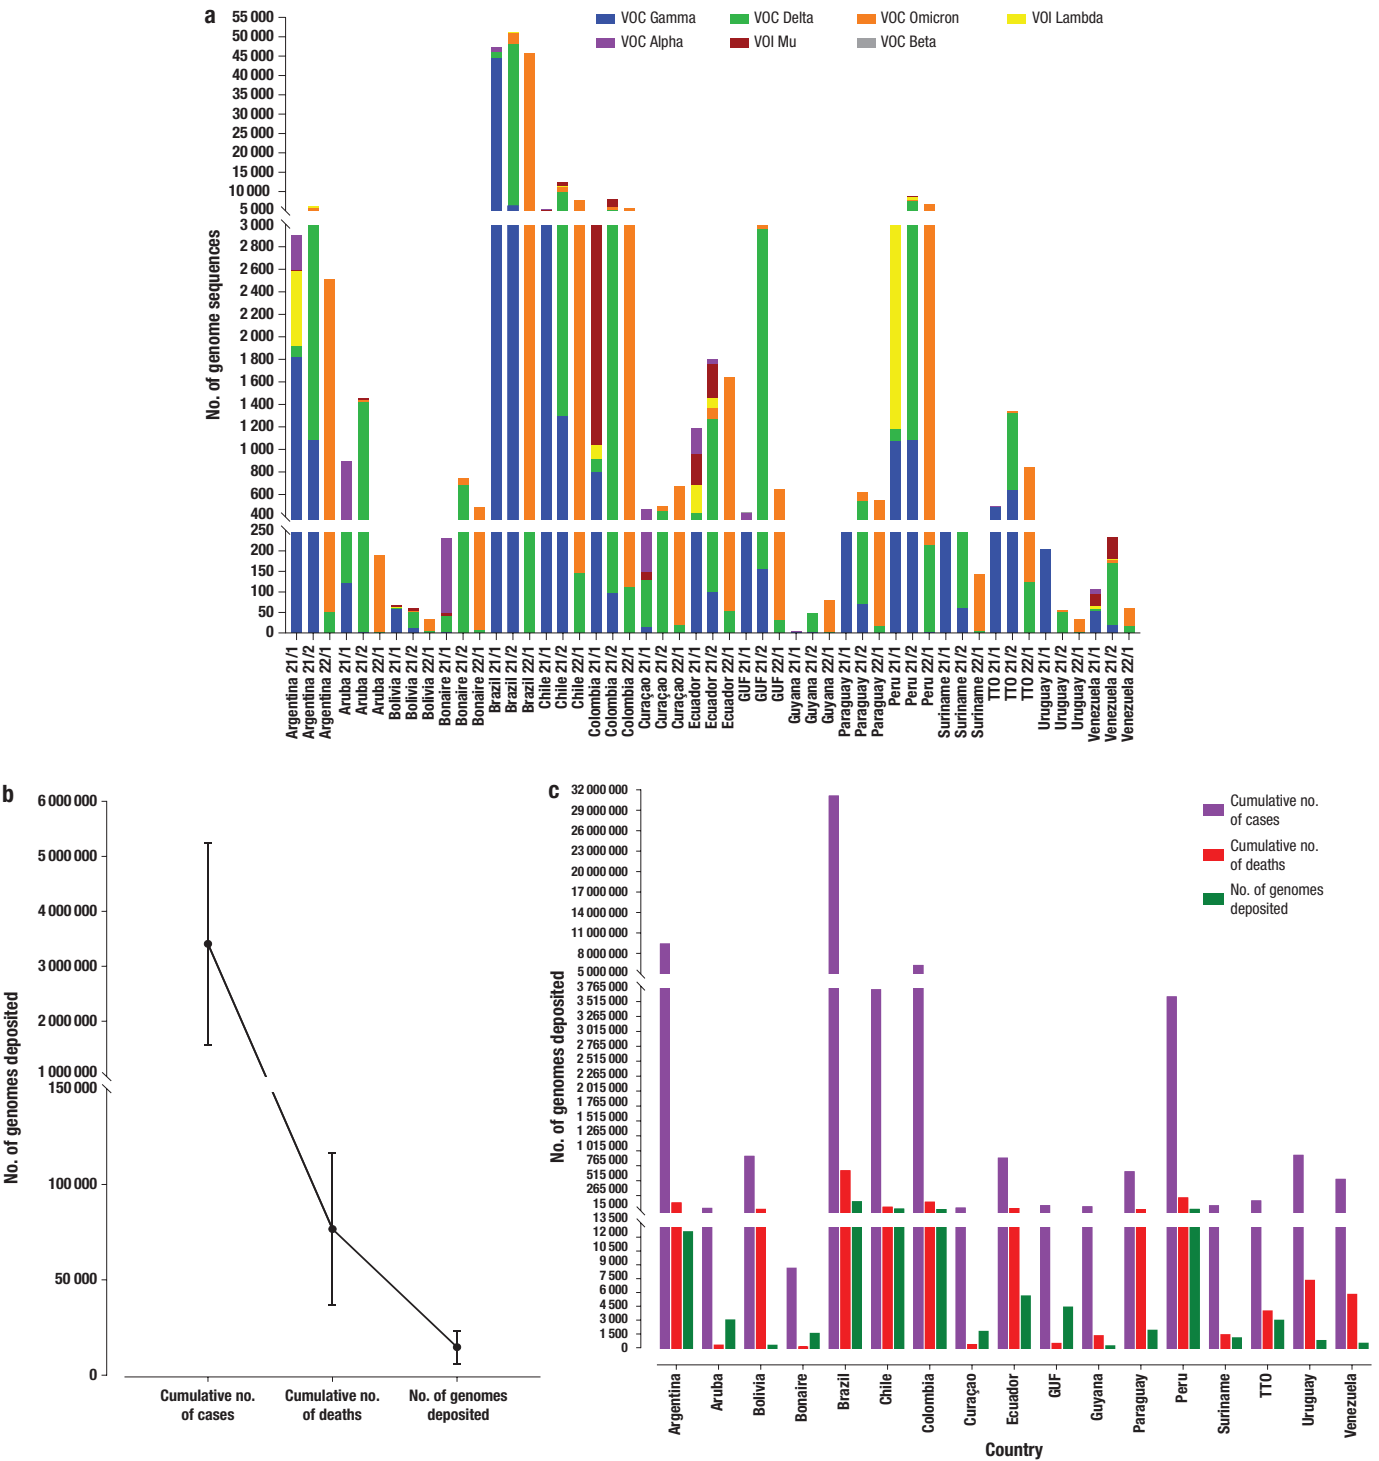 a
55 000
50 000
45 000
40 000
35 000
30 000
25 000
20 000
15 000
10 000
5 000
3 000
2 800
2 600
2 400
2 200
2 000
1 800
1 600
1 400
1 200
1 000
800
600
400
250
200
150
100
50
0
No. of genome sequences
VOC Gamma
VOC Delta
VOC Omicron
VOI Lambda
VOC Alpha
VOI Mu
VOC Beta
Argentina 21/1
Argentina 21/2
Argentina 22/1
Aruba 21/1
Aruba 21/2
Aruba 22/1
Bolivia 21/1
Bolivia 21/2
Bolivia 22/1
Bonaire 21/1
Bonaire 21/2
Bonaire 22/1
Brazil 21/1
Brazil 21/2
Brazil 22/1
Chile 21/1
Chile 21/2
Chile 22/1
Colombia 21/1
Colombia 21/2
Colombia 22/1
Curaçao 21/1
Curaçao 21/2
Curaçao 22/1
Ecuador 21/1
Ecuador 21/2
Ecuador 22/1
GUF 21/1
GUF 21/2
GUF 22/1
Guyana 21/1
Guyana 21/2
Guyana 22/1
Paraguay 21/1
Paraguay 21/2
Paraguay 22/1
Peru 21/1
Peru 21/2
Peru 22/1
Suriname 21/1
Suriname 21/2
Suriname 22/1
TTO 21/1
TTO 21/2
TTO 22/1
Uruguay 21/1
Uruguay 21/2
Uruguay 22/1
Venezuela 21/1
Venezuela 21/2
Venezuela 22/1
b
6 000 000
5 000 000
4 000 000
3 000 000
2 000 000
1 000 000
150 000
100 000
50 000
0
No. of genomes deposited
Cumulative no.
of cases
Cumulative no.
of deaths
No. of genomes
deposited
c
32 000 000
29 000 000
26 000 000
23 000 000
20 000 000
17 000 000
14 000 000
11 000 000
8 000 000
5 000 000
3 765 000
3 515 000
3 265 000
3 015 000
2 765 000
2 515 000
2 265 000
2 015 000
1 765 000
1 515 000
1 265 000
1 015 000
765 000
515 000
265 000
15 000
13 500
12 000
10 500
9 000
7 500
6 000
4 500
3 000
1 500
0
No. of genomes deposited
Cumulative no.
of cases
Cumulative no.
of deaths
No. of genomes
deposited
Argentina
Aruba
Bolivia
Bonaire
Brazil
Chile
Colombia
Curaçao
Ecuador
GUF
Guyana
Paraguay
Peru
Suriname
TTO
Uruguay
Venezuela
Country